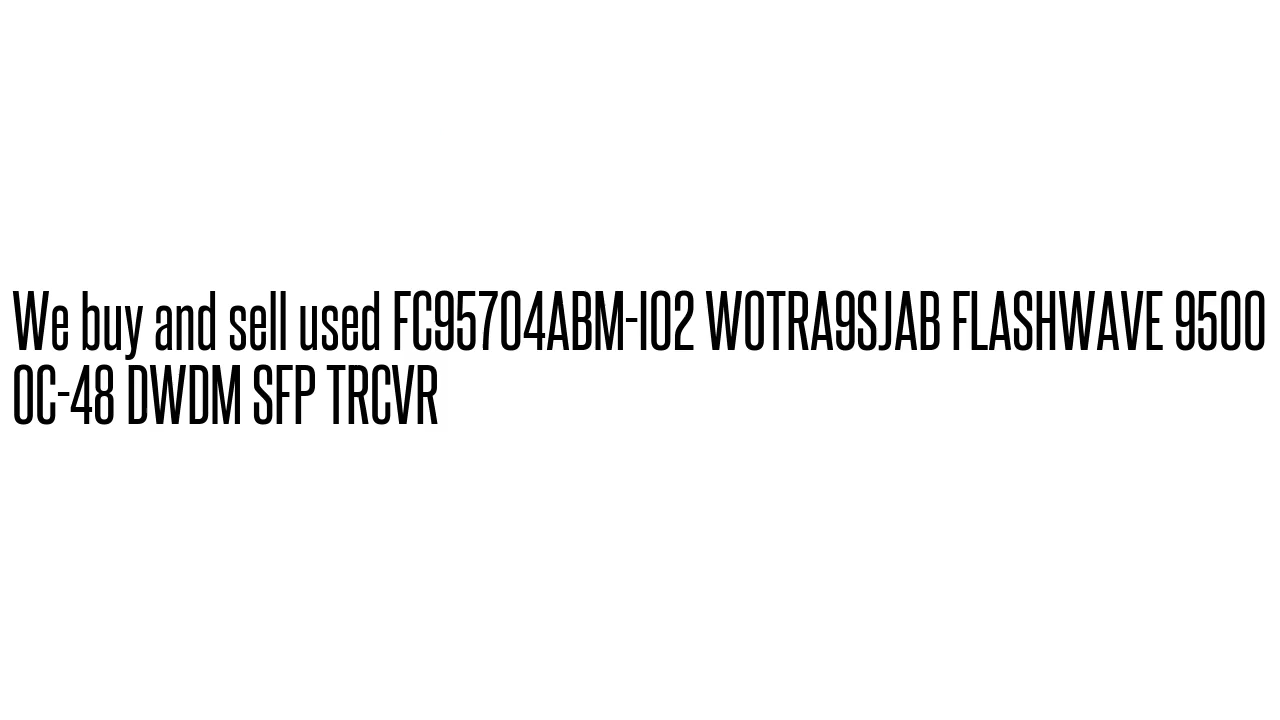 We buy and sell used FC95704ABM-I02 WOTRA9SJAB FLASHWAVE 9500
OC-48 DWDM SFP TRCVR